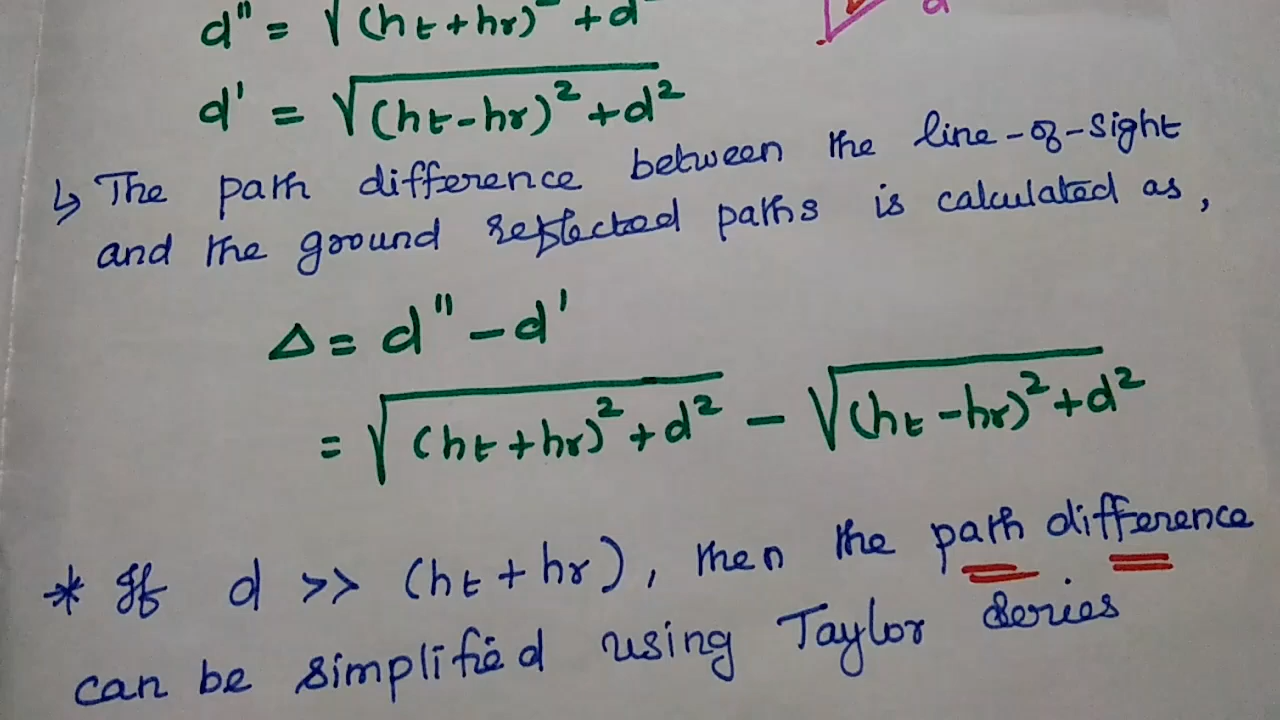 d" = √(ht+hr)² + d
d
d' = √(ht-hr)² + d²
↳ The path difference between the line-of-sight
and the ground reflected paths is calculated as,
Δ = d" - d'
= √(ht+hr)² + d² - √(ht-hr)² + d²
* If d >> (ht+hr), then the path difference
can be simplified using Taylor series